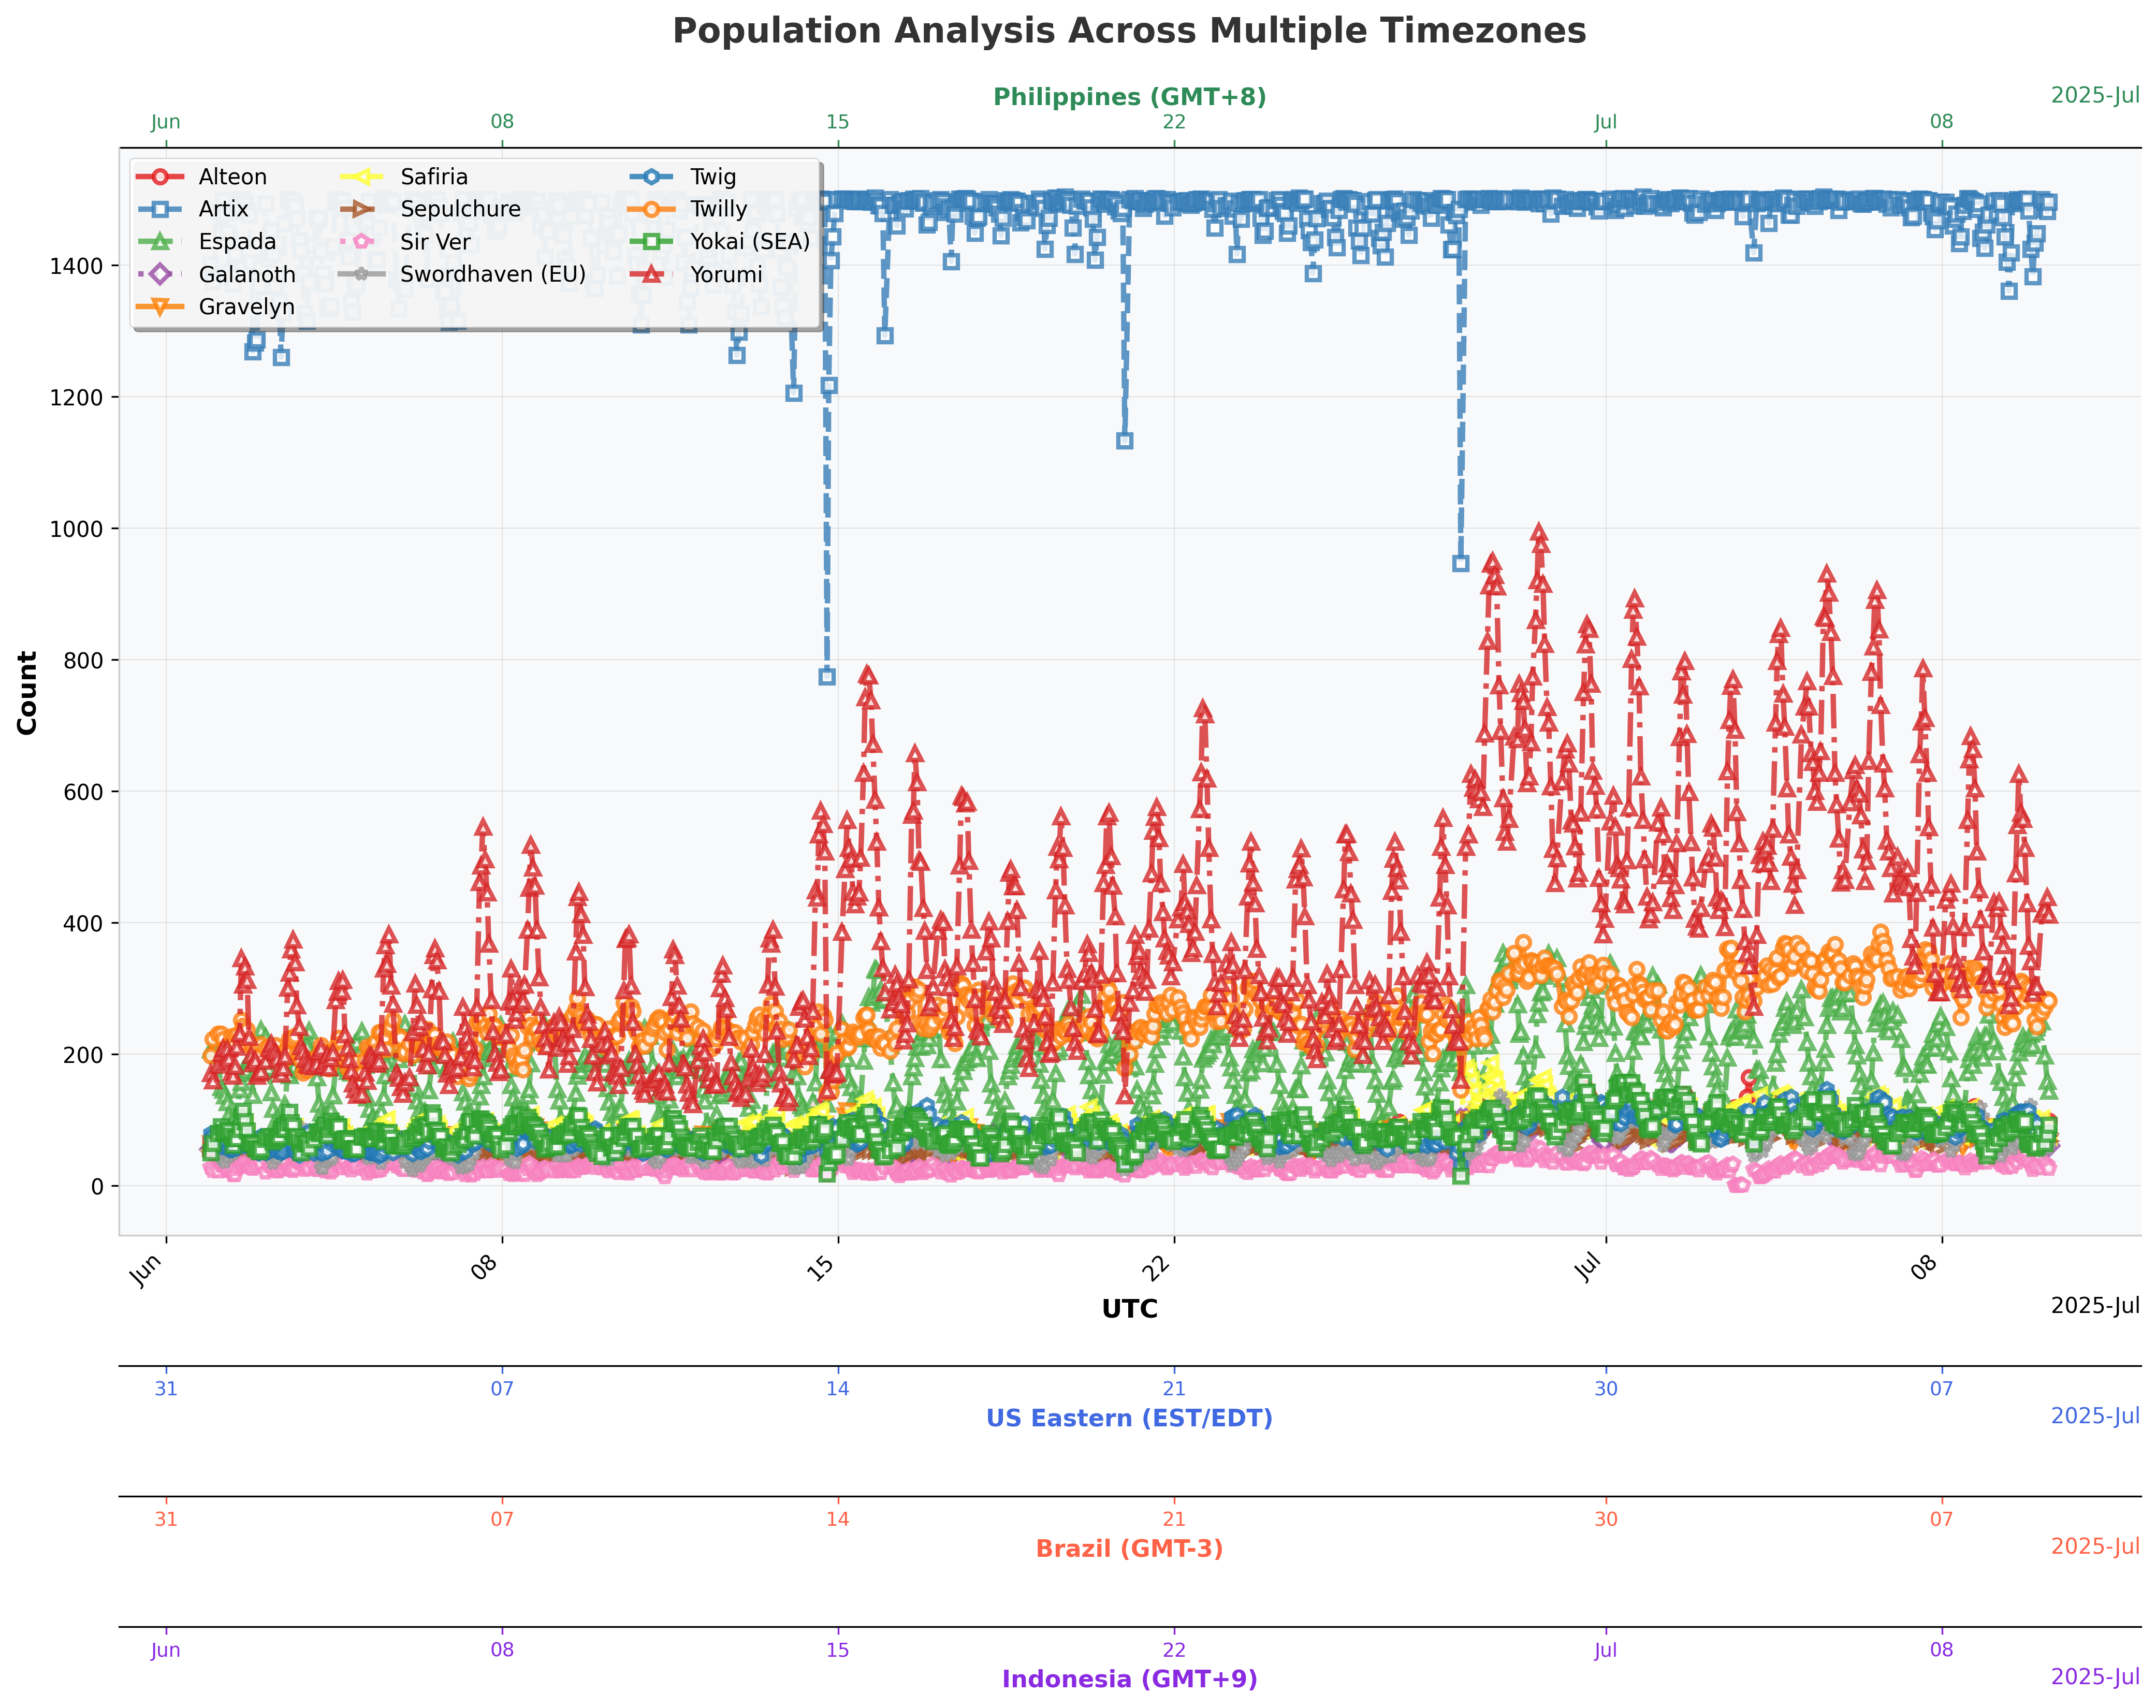 Population Analysis Across Multiple Timezones
Philippines (GMT+8)
2025-Jul
Jun 08 15 22 Jul 08
Alteon
Artix
Espada
Galanoth
Gravelyn
Safiria
Sepulchure
Sir Ver
Swordhaven (EU)
Twig
Twilly
Yokai (SEA)
Yorumi
Count
1400
1200
1000
800
600
400
200
0
Jun 08 15 22 Jul 08
UTC
2025-Jul
31 07 14 21 30 07
US Eastern (EST/EDT)
2025-Jul
31 07 14 21 30 07
Brazil (GMT-3)
2025-Jul
Jun 08 15 22 Jul 08
Indonesia (GMT+9)
2025-Jul